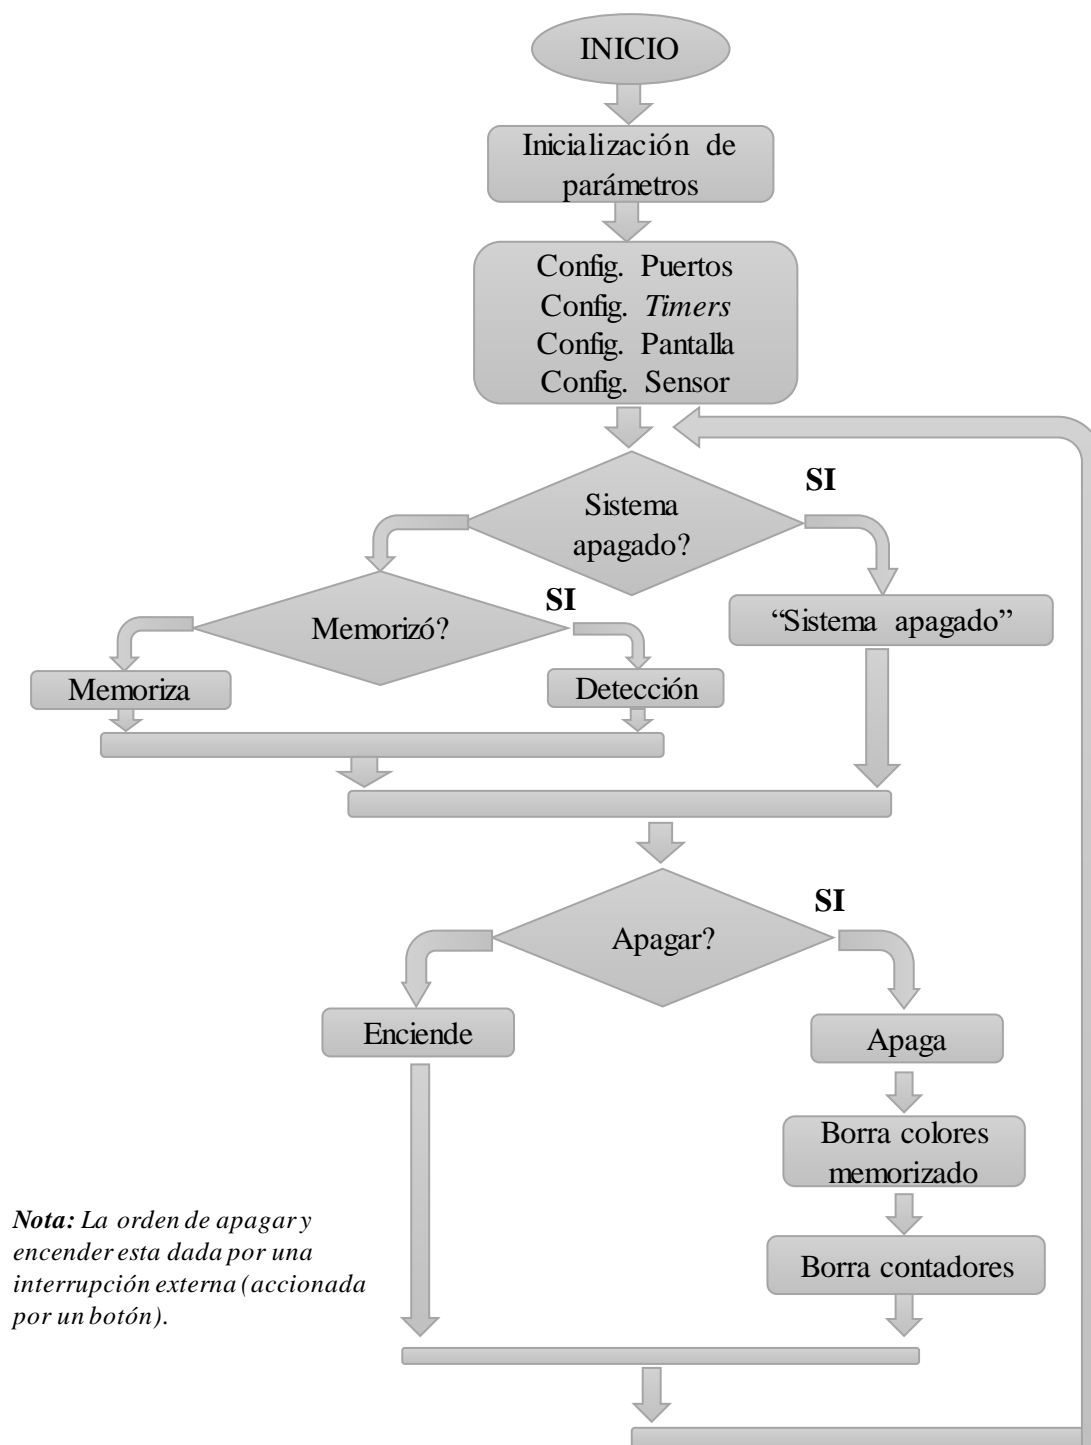 INICIO
Inicialización de
parámetros
Config. Puertos
Config. Timers
Config. Pantalla
Config. Sensor
SI
Sistema
apagado?
SI
Memorizó?
"Sistema apagado"
Memoriza
Detección
SI
Apagar?
Enciende
Apaga
Borra colores
memorizado
Borra contadores
Nota: La orden de apagar y
encender esta dada por una
interrupción externa (accionada
por un botón).